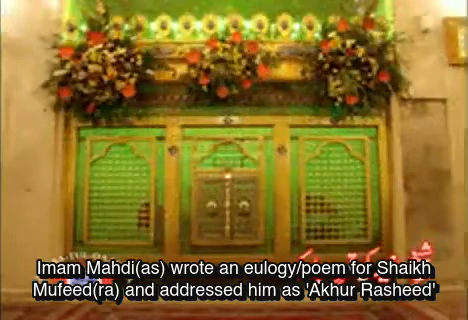 Imam Mahdi(as) wrote an eulogy/poem for Shaikh
Mufeed(ra) and addressed him as 'Akhur Rasheed'